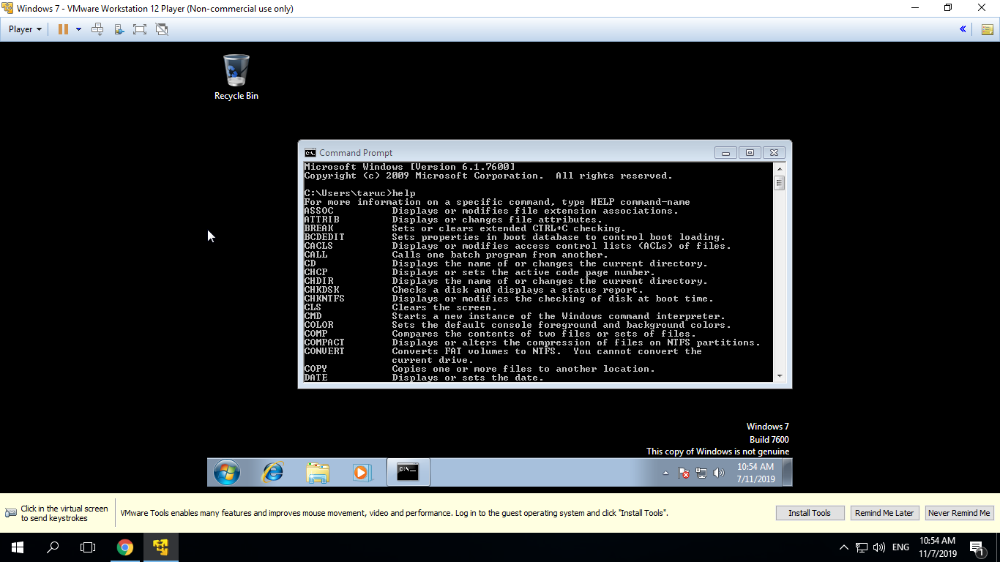 Windows 7 - VMware Workstation 12 Player (Non-commercial use only)
Player
Recycle Bin
Command Prompt
Microsoft Windows [Version 6.1.7600]
Copyright (c) 2009 Microsoft Corporation.  All rights reserved.
C:\Users\taruc>help
For more information on a specific command, type HELP command-name
ASSOC          Displays or modifies file extension associations.
ATTRIB         Displays or changes file attributes.
BREAK          Sets or clears extended CTRL+C checking.
BCDEDIT        Sets properties in boot database to control boot loading.
CACLS          Displays or modifies access control lists (ACLs) of files.
CALL           Calls one batch program from another.
CD             Displays the name of or changes the current directory.
CHCP           Displays or sets the active code page number.
CHDIR          Displays the name of or changes the current directory.
CHKDSK         Checks a disk and displays a status report.
CHKNTFS        Displays or modifies the checking of disk at boot time.
CLS            Clears the screen.
CMD            Starts a new instance of the Windows command interpreter.
COLOR          Sets the default console foreground and background colors.
COMP           Compares the contents of two files or sets of files.
COMPACT        Displays or alters the compression of files on NTFS partitions.
CONVERT        Converts FAT volumes to NTFS.  You cannot convert the
               current drive.
COPY           Copies one or more files to another location.
DATE           Displays or sets the date.
Windows 7
Build 7600
This copy of Windows is not genuine
10:54 AM
7/11/2019
Click in the virtual screen
to send keystrokes
VMware Tools enables many features and improves mouse movement, video and performance. Log in to the guest operating system and click "Install Tools".
Install Tools
Remind Me Later
Never Remind Me
ENG
10:54 AM
11/7/2019
1